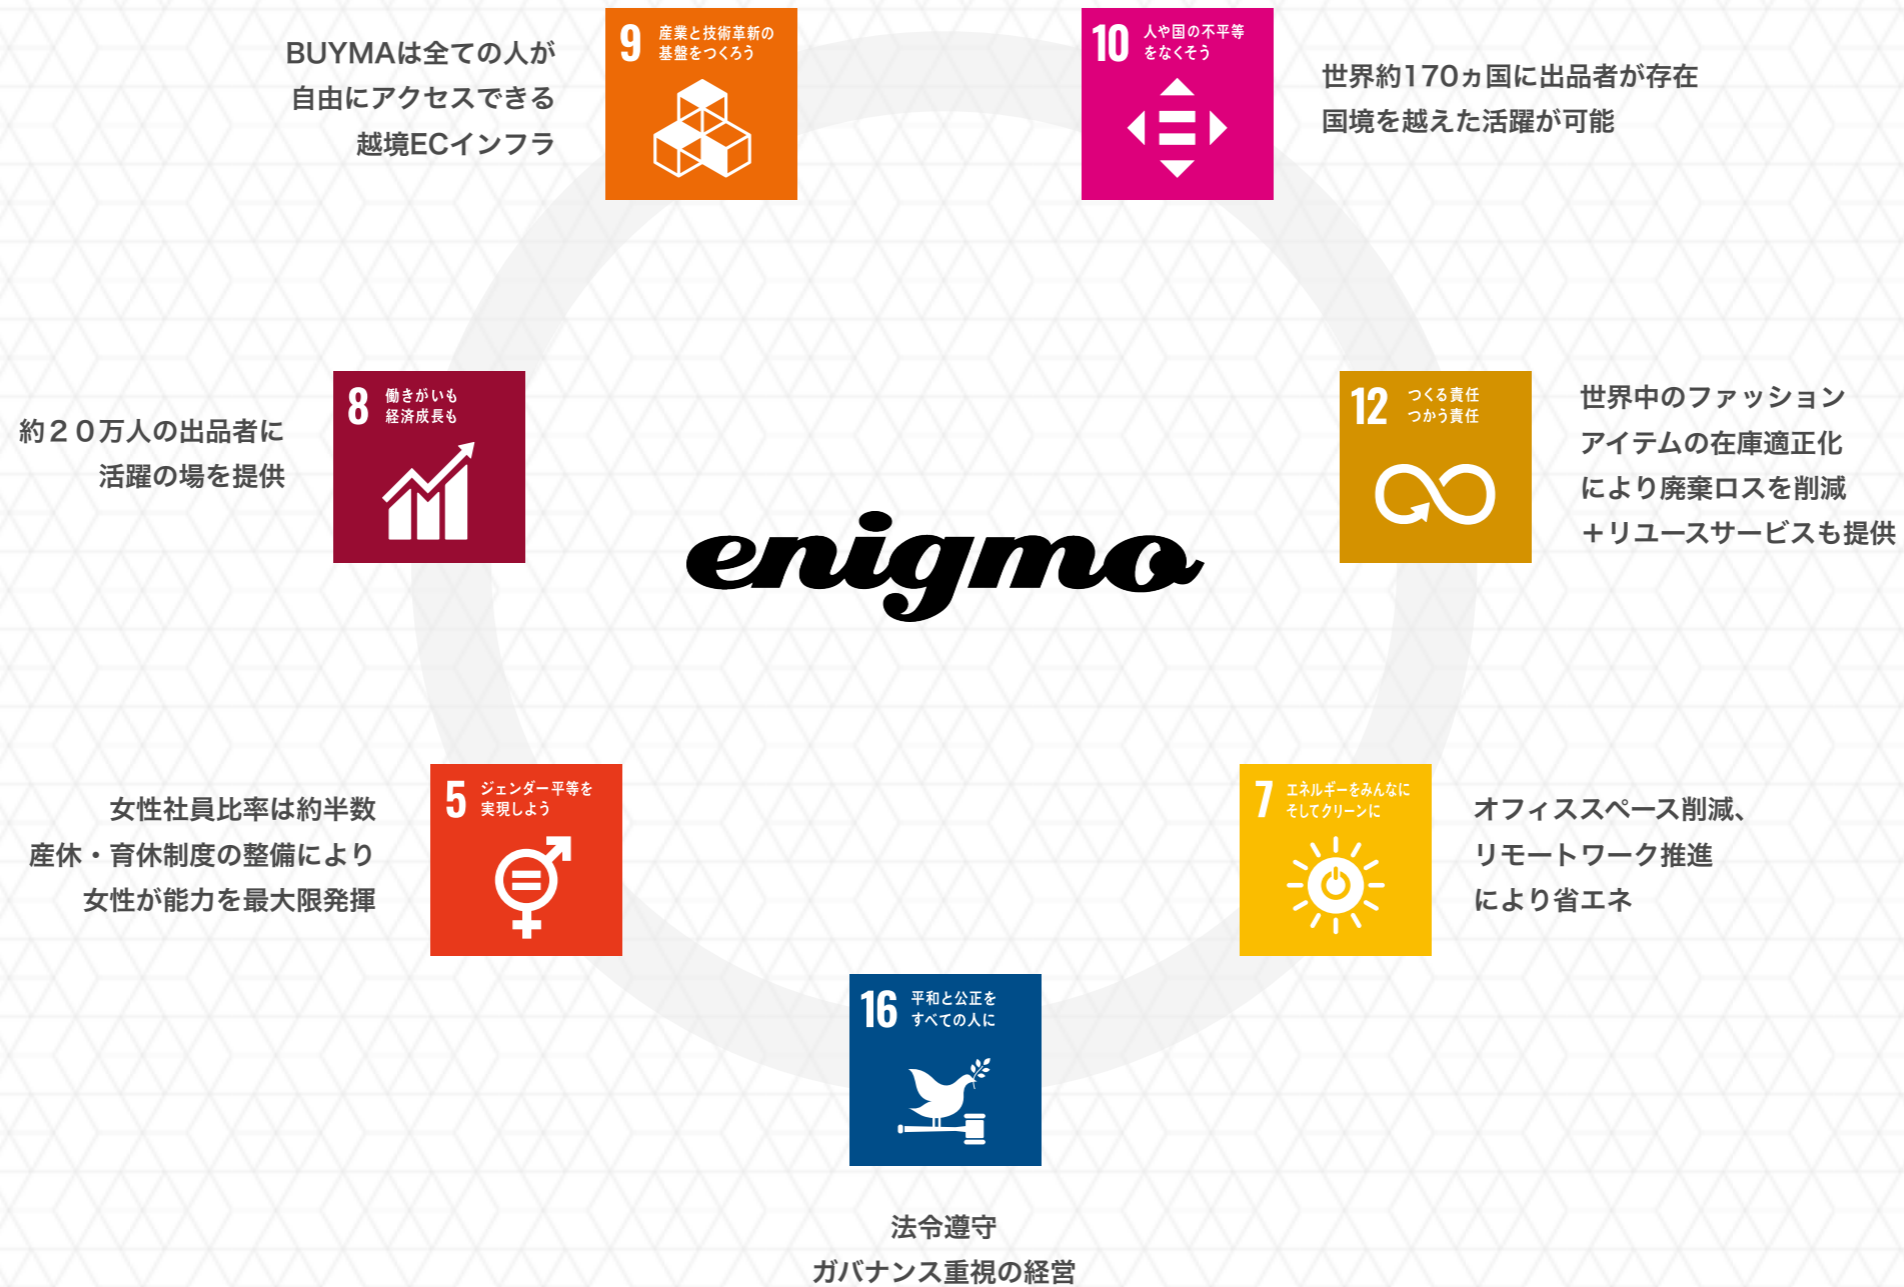 BUYMAは全ての人が
自由にアクセスできる
越境ECインフラ
9 産業と技術革新の
基盤をつくろう
10 人や国の不平等
をなくそう
世界約170ヵ国に出品者が存在
国境を越えた活躍が可能
約２０万人の出品者に
活躍の場を提供
8 働きがいも
経済成長も
12 つくる責任
つかう責任
世界中のファッション
アイテムの在庫適正化
により廃棄ロスを削減
＋リユースサービスも提供
enigmo
女性社員比率は約半数
産休・育休制度の整備により
女性が能力を最大限発揮
5 ジェンダー平等を
実現しよう
7 エネルギーをみんなに
そしてクリーンに
オフィススペース削減、
リモートワーク推進
により省エネ
16 平和と公正を
すべての人に
法令遵守
ガバナンス重視の経営